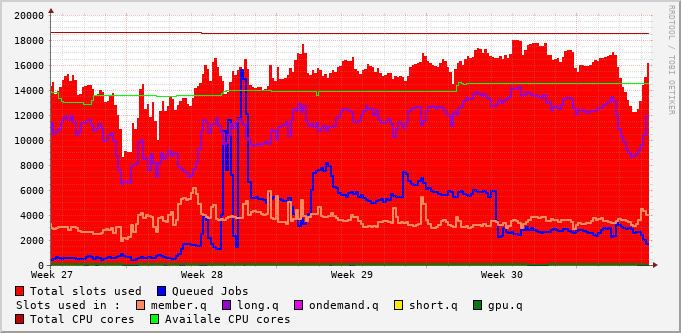 RRDTOOL / TOBI OETIKER
20000
18000
16000
14000
12000
10000
8000
6000
4000
2000
0
Week 27 Week 28 Week 29 Week 30
Total slots used Queued Jobs
Slots used in : member.q long.q ondemand.q short.q gpu.q
Total CPU cores Availale CPU cores